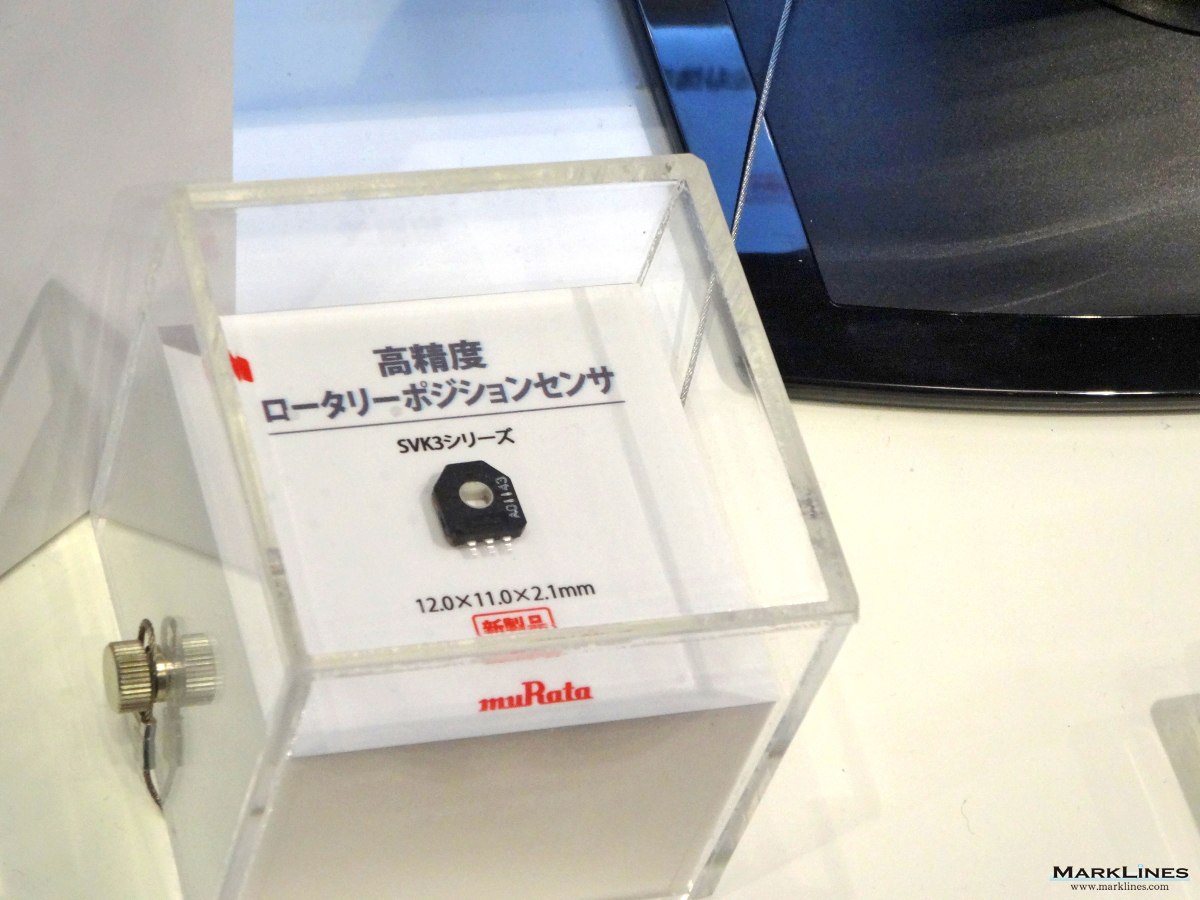 高精度
ロータリーポジションセンサ
SVK3シリーズ
12.0×11.0×2.1mm
新製品
muRata
MARKLINES
www.marklines.com